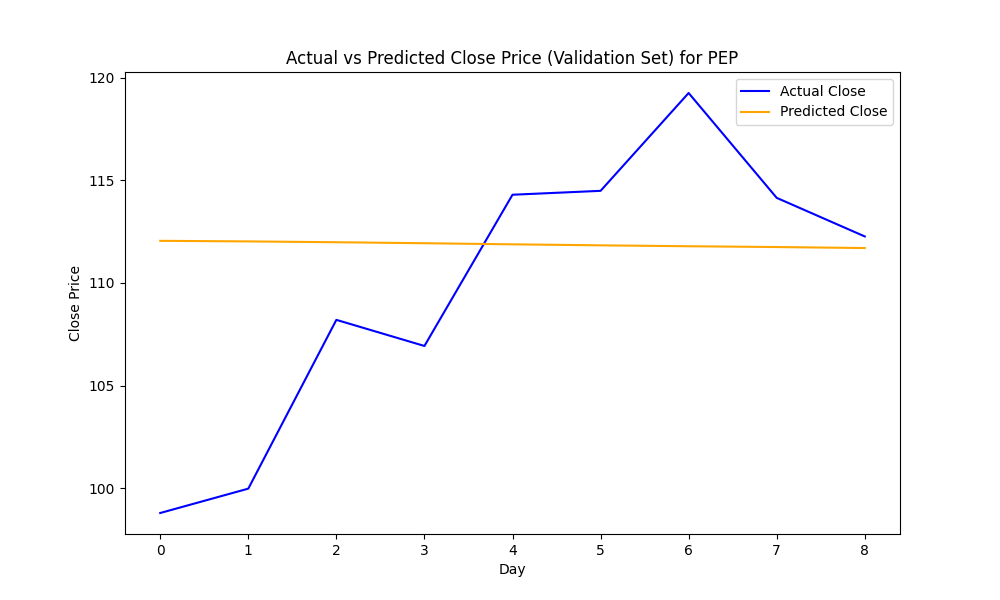 Actual vs Predicted Close Price (Validation Set) for PEP
Actual Close
Predicted Close
120
115
110
105
100
Close Price
0 1 2 3 4 5 6 7 8
Day